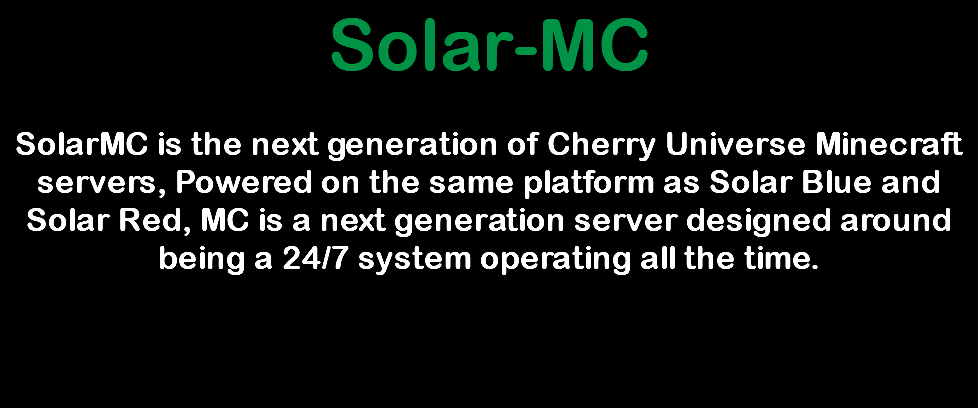 Solar-MC
SolarMC is the next generation of Cherry Universe Minecraft
servers, Powered on the same platform as Solar Blue and
Solar Red, MC is a next generation server designed around
being a 24/7 system operating all the time.